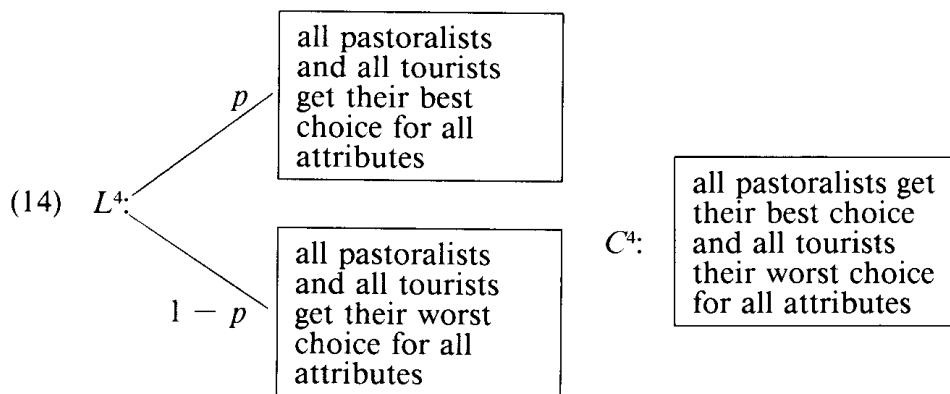 all pastoralists
and all tourists
get their best
choice for all
attributes
p
(14) L⁴:
all pastoralists
and all tourists
get their worst
choice for all
attributes
1 − p
C⁴:
all pastoralists get
their best choice
and all tourists
their worst choice
for all attributes